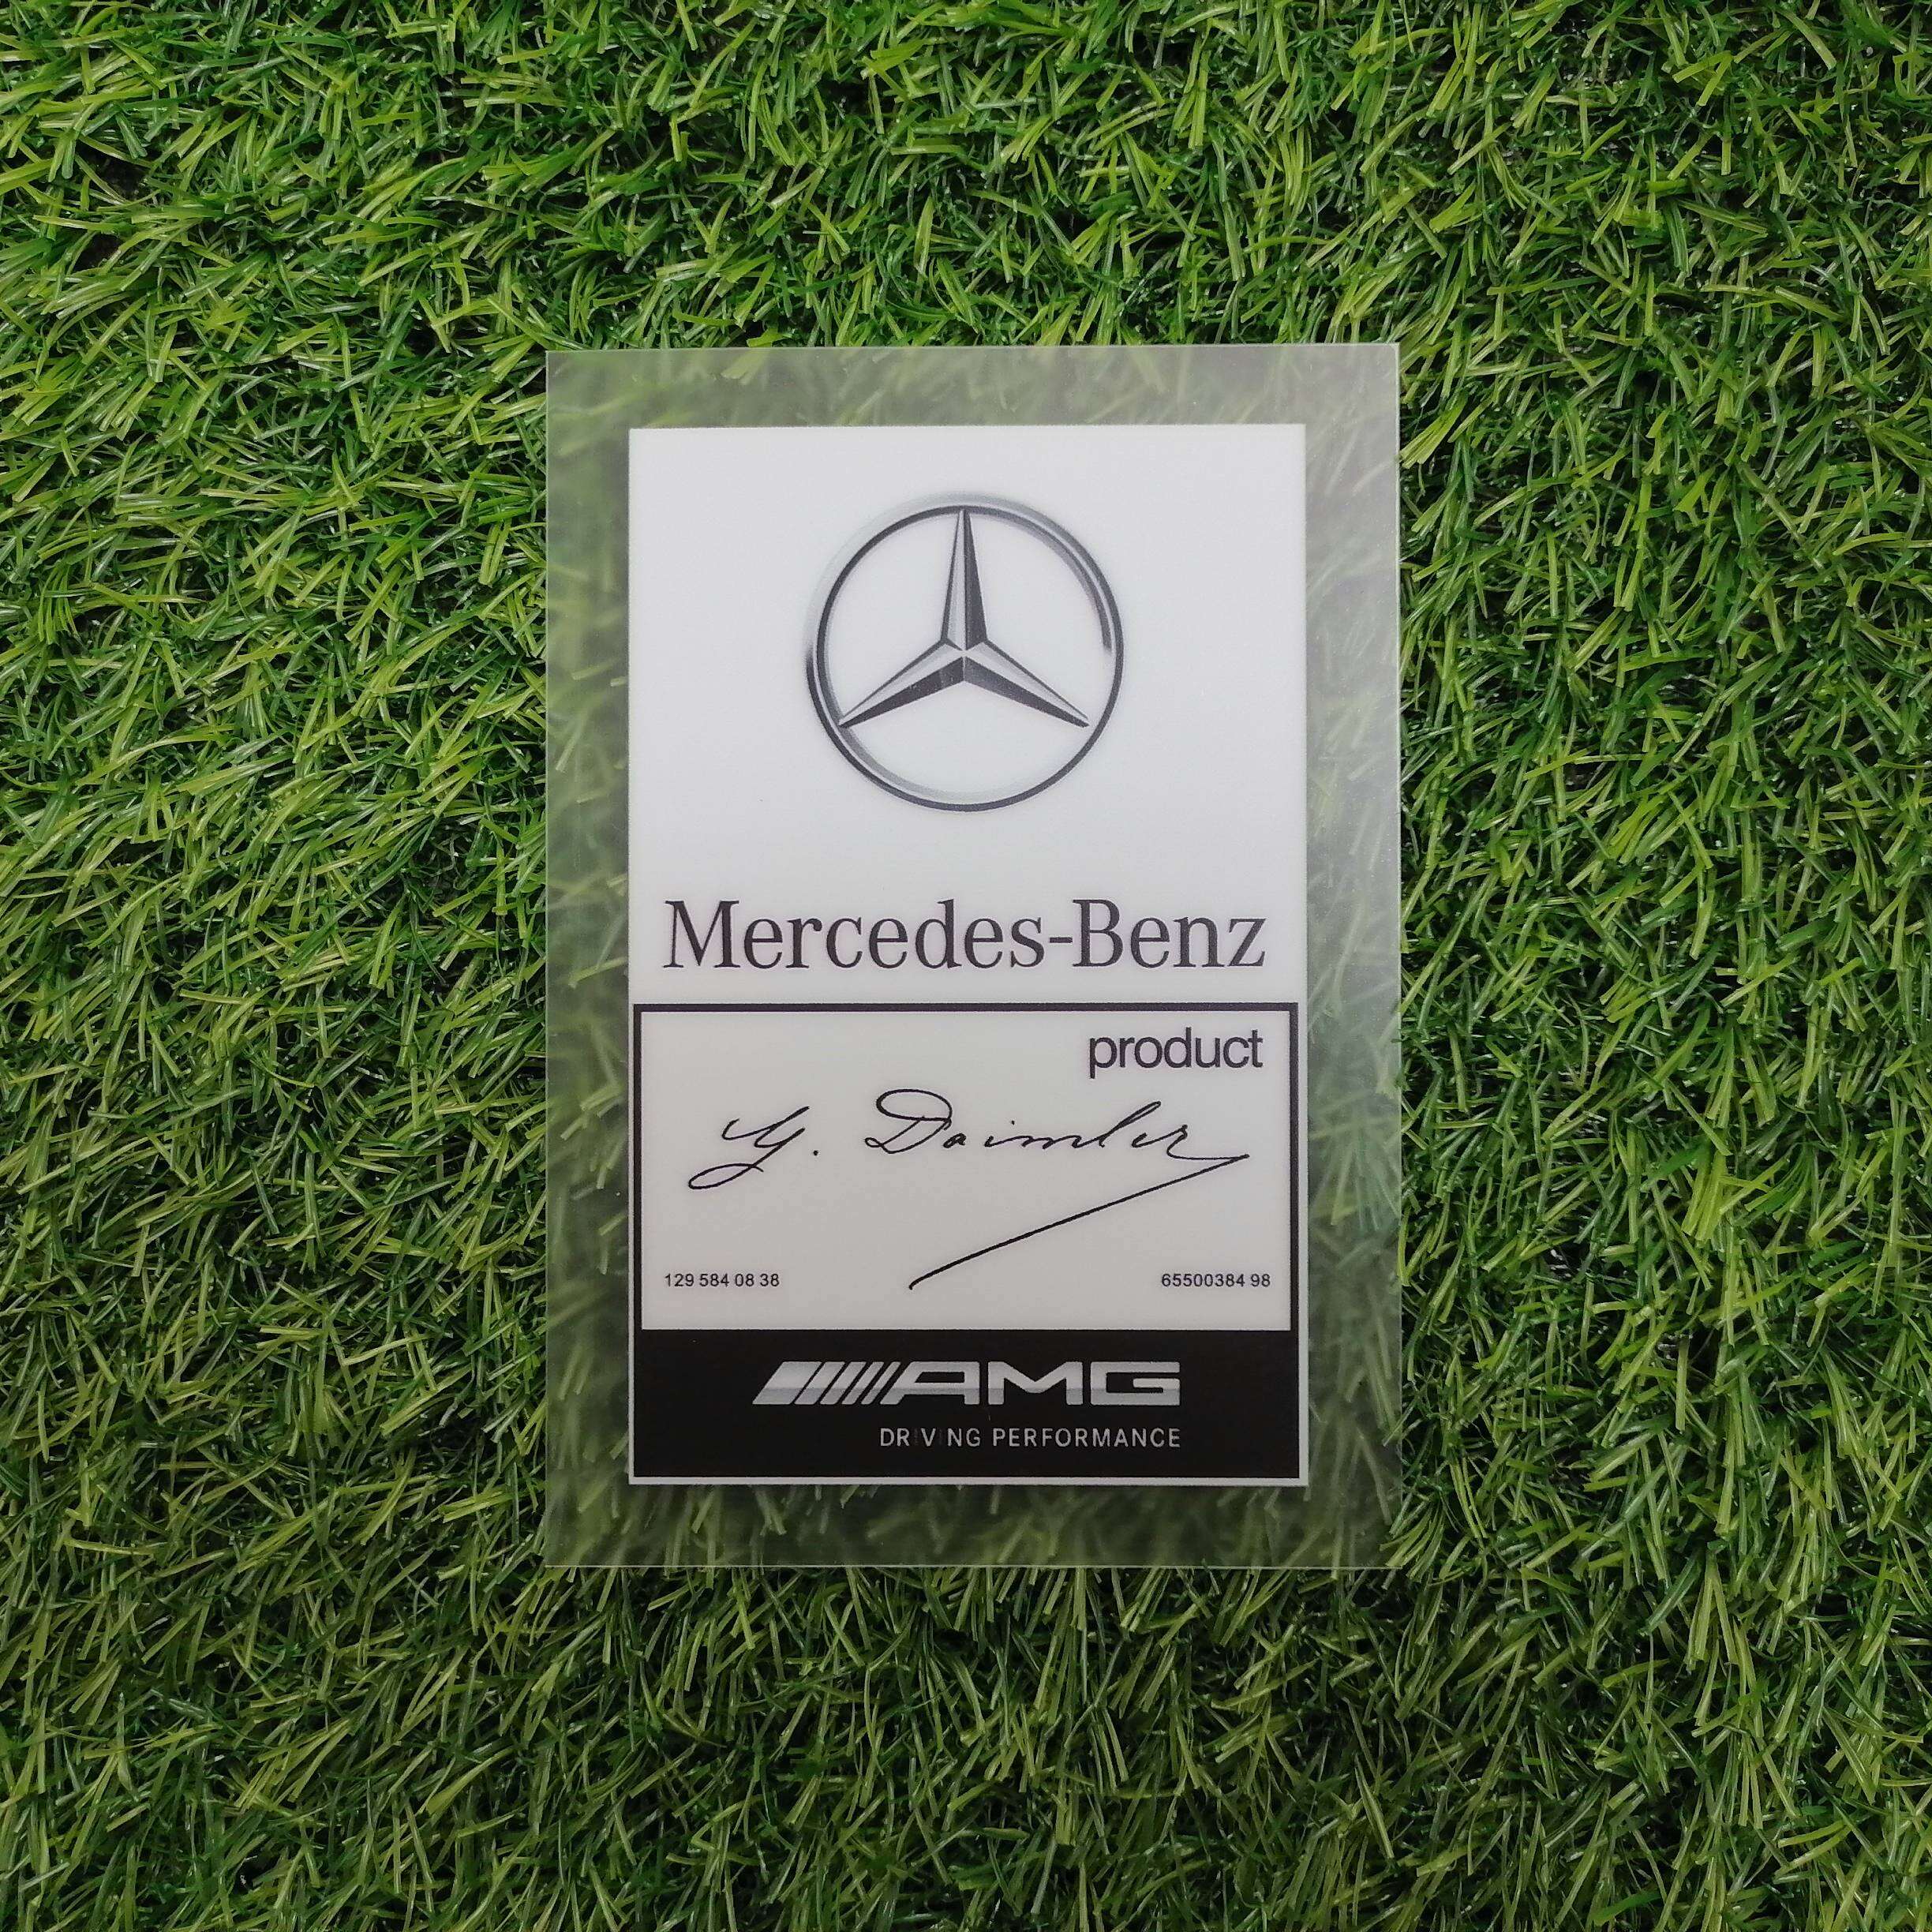 Mercedes-Benz
product
G. Daimler
129 584 08 38 65500384 98
AMG
DRIVING PERFORMANCE